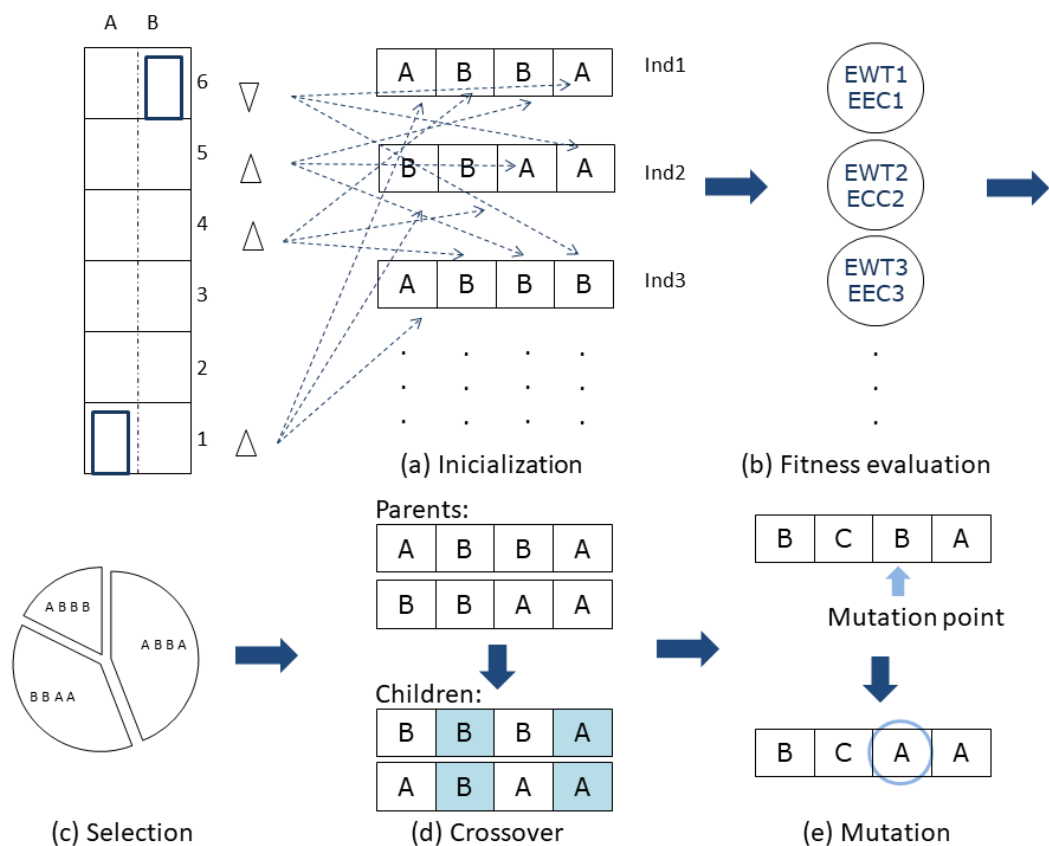 A B
6
5
4
3
2
1
A B B A Ind1
B B A A Ind2
A B B B Ind3
(a) Inicialization
EWT1
EEC1
EWT2
ECC2
EWT3
EEC3
(b) Fitness evaluation
A B B B
A B B A
B B A A
(c) Selection
Parents:
A B B A
B B A A
Children:
B B B A
A B A A
(d) Crossover
B C B A
Mutation point
B C A A
(e) Mutation